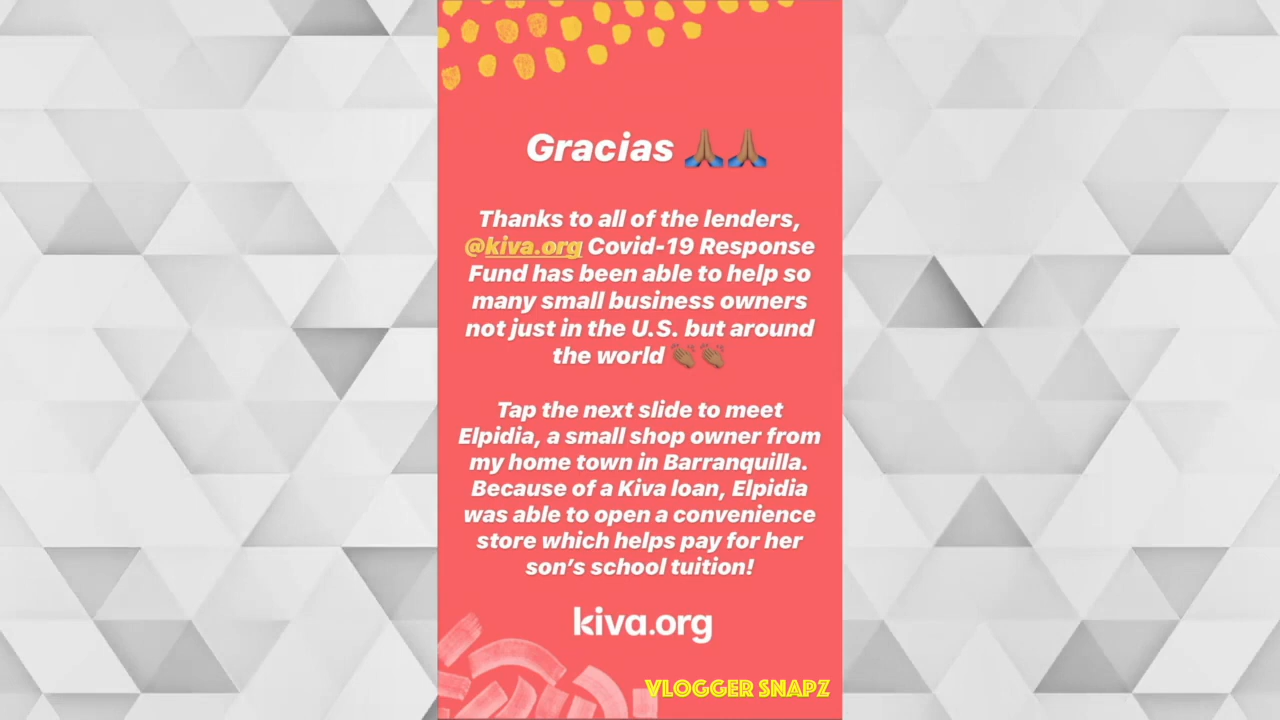 Gracias 🙏🏾🙏🏾
Thanks to all of the lenders,
@kiva.org Covid-19 Response
Fund has been able to help so
many small business owners
not just in the U.S. but around
the world 👏🏾👏🏾
Tap the next slide to meet
Elpidia, a small shop owner from
my home town in Barranquilla.
Because of a Kiva loan, Elpidia
was able to open a convenience
store which helps pay for her
son’s school tuition!
kiva.org
VLOGGER SNAPZ